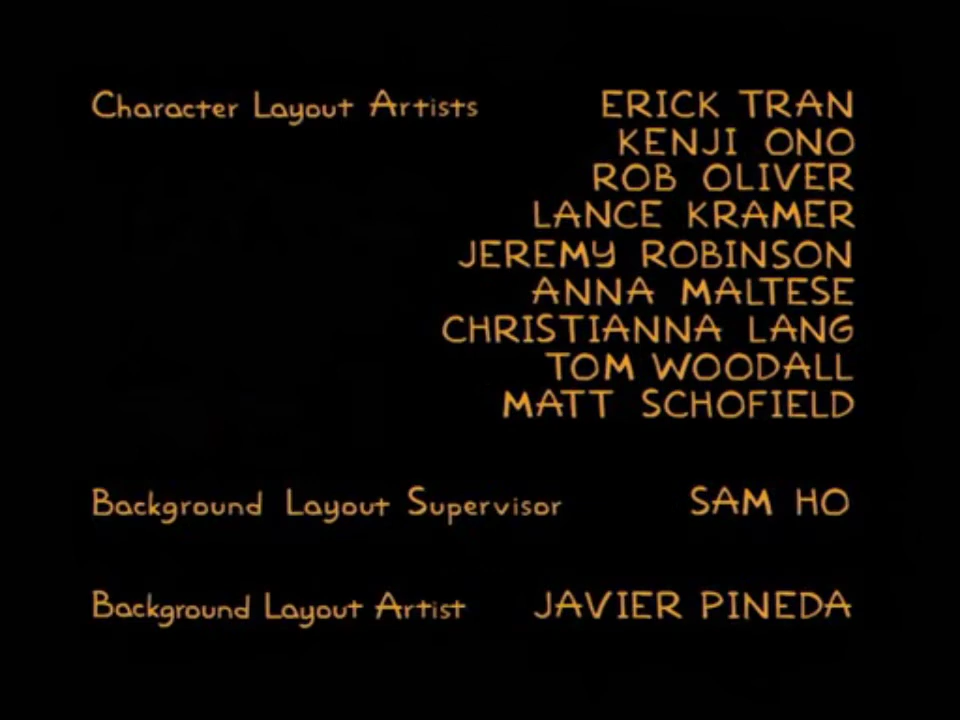 Character Layout Artists ERICK TRAN
KENJI ONO
ROB OLIVER
LANCE KRAMER
JEREMY ROBINSON
ANNA MALTESE
CHRISTIANNA LANG
TOM WOODALL
MATT SCHOFIELD
Background Layout Supervisor SAM HO
Background Layout Artist JAVIER PINEDA